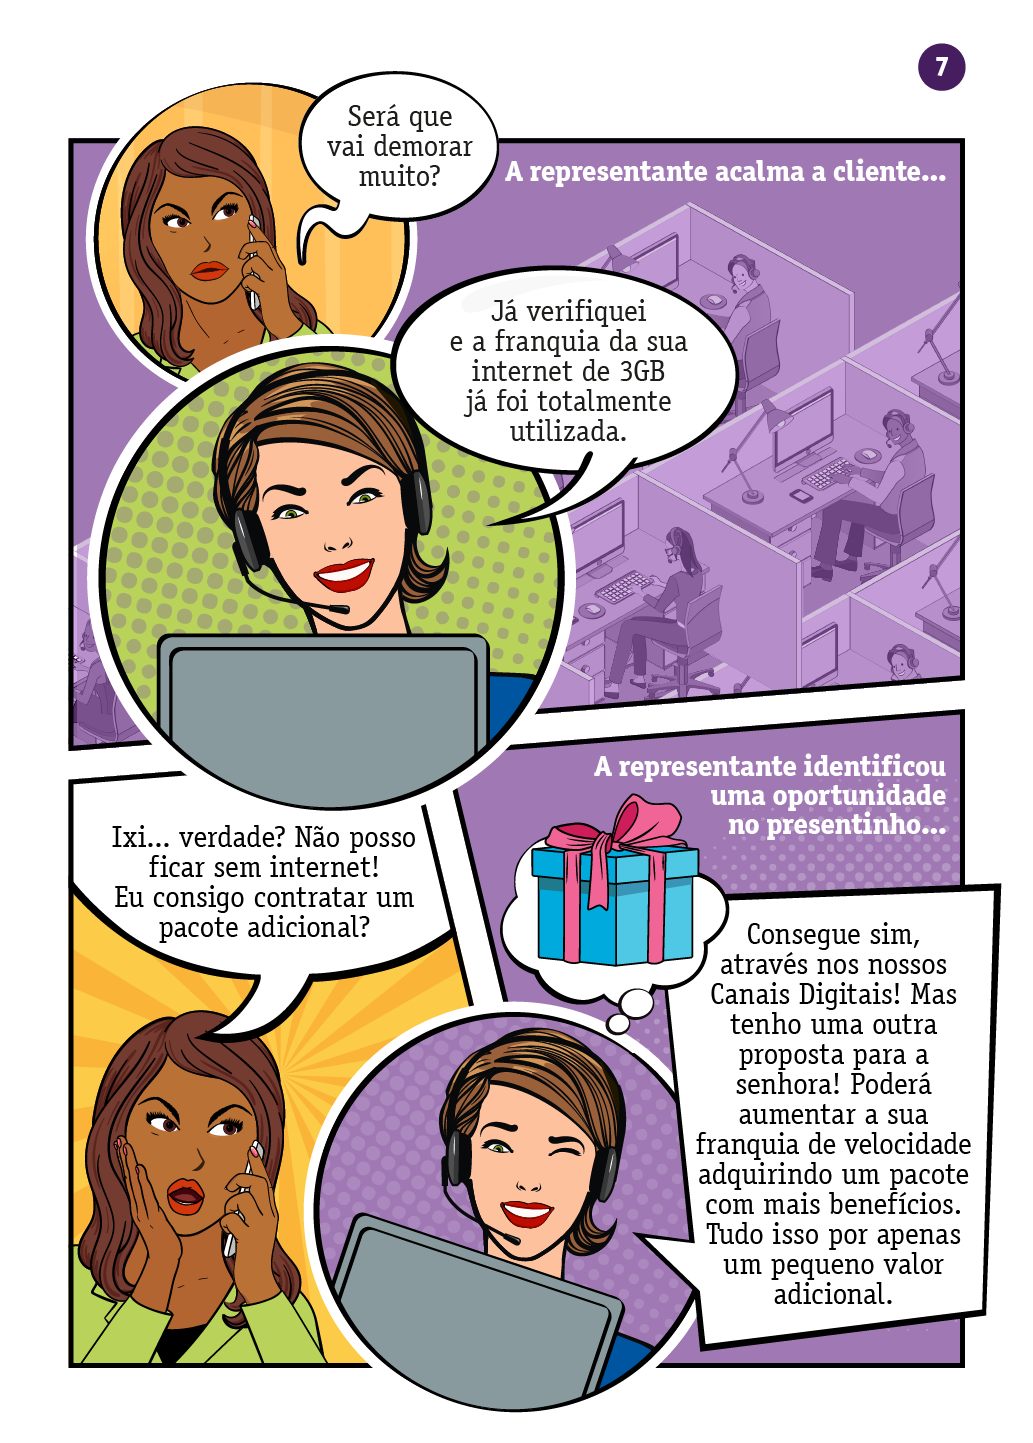 7
Será que
vai demorar
muito?
A representante acalma a cliente...
Já verifiquei
e a franquia da sua
internet de 3GB
já foi totalmente
utilizada.
Ixi... verdade? Não posso
ficar sem internet!
Eu consigo contratar um
pacote adicional?
A representante identificou
uma oportunidade
no presentinho...
Consegue sim,
através nos nossos
Canais Digitais! Mas
tenho uma outra
proposta para a
senhora! Poderá
aumentar a sua
franquia de velocidade
adquirindo um pacote
com mais benefícios.
Tudo isso por apenas
um pequeno valor
adicional.